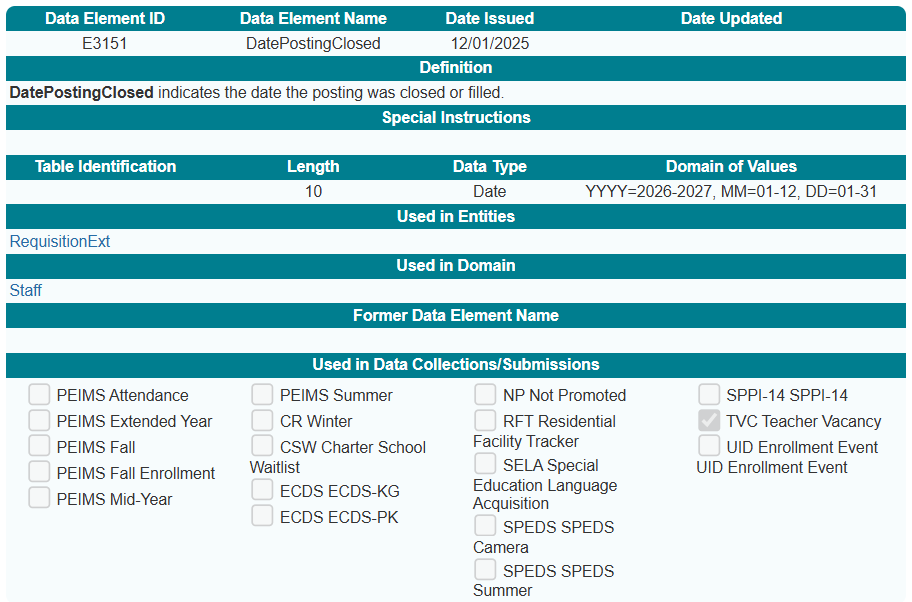 Data Element ID Data Element Name Date Issued Date Updated
E3151 DatePostingClosed 12/01/2025
Definition
DatePostingClosed indicates the date the posting was closed or filled.
Special Instructions
Table Identification Length Data Type Domain of Values
10 Date YYYY=2026-2027, MM=01-12, DD=01-31
Used in Entities
RequisitionExt
Used in Domain
Staff
Former Data Element Name
Used in Data Collections/Submissions
PEIMS Attendance
PEIMS Extended Year
PEIMS Fall
PEIMS Fall Enrollment
PEIMS Mid-Year
PEIMS Summer
CR Winter
CSW Charter School
Waitlist
ECDS ECDS-KG
ECDS ECDS-PK
NP Not Promoted
RFT Residential
Facility Tracker
SELA Special
Education Language
Acquisition
SPEDS SPEDS
Camera
SPEDS SPEDS
Summer
SPPI-14 SPPI-14
TVC Teacher Vacancy
UID Enrollment Event
UID Enrollment Event